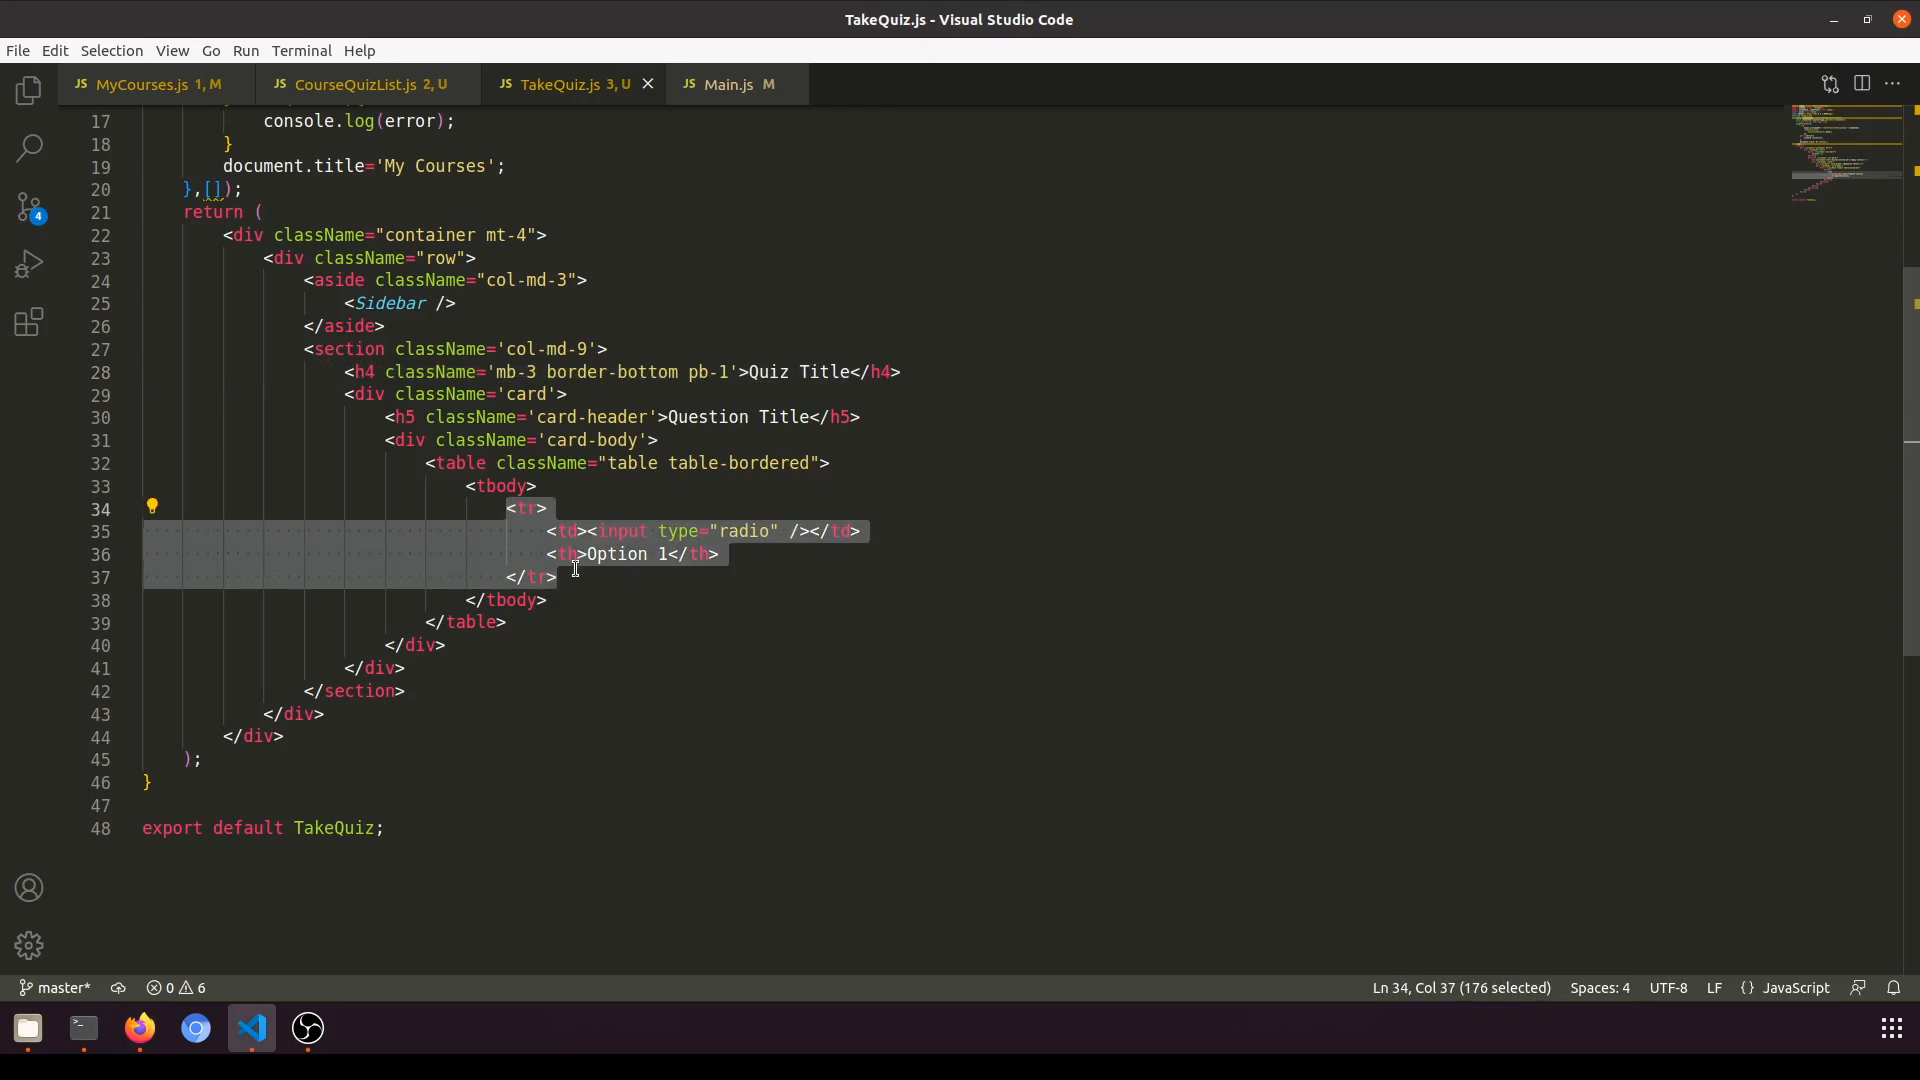 TakeQuiz.js - Visual Studio Code
File Edit Selection View Go Run Terminal Help
JS MyCourses.js 1, M JS CourseQuizList.js 2, U JS TakeQuiz.js 3, U JS Main.js M
17 console.log(error);
18 }
19 document.title='My Courses';
20 },[]);
21 return (
22 <div className="container mt-4">
23 <div className="row">
24 <aside className="col-md-3">
25 <Sidebar />
26 </aside>
27 <section className='col-md-9'>
28 <h4 className='mb-3 border-bottom pb-1'>Quiz Title</h4>
29 <div className='card'>
30 <h5 className='card-header'>Question Title</h5>
31 <div className='card-body'>
32 <table className="table table-bordered">
33 <tbody>
34 <tr>
35 <td><input type="radio" /></td>
36 <th>Option 1</th>
37 </tr>
38 </tbody>
39 </table>
40 </div>
41 </div>
42 </section>
43 </div>
44 </div>
45 );
46 }
47
48 export default TakeQuiz;
4
master* 0 6 Ln 34, Col 37 (176 selected) Spaces: 4 UTF-8 LF {} JavaScript